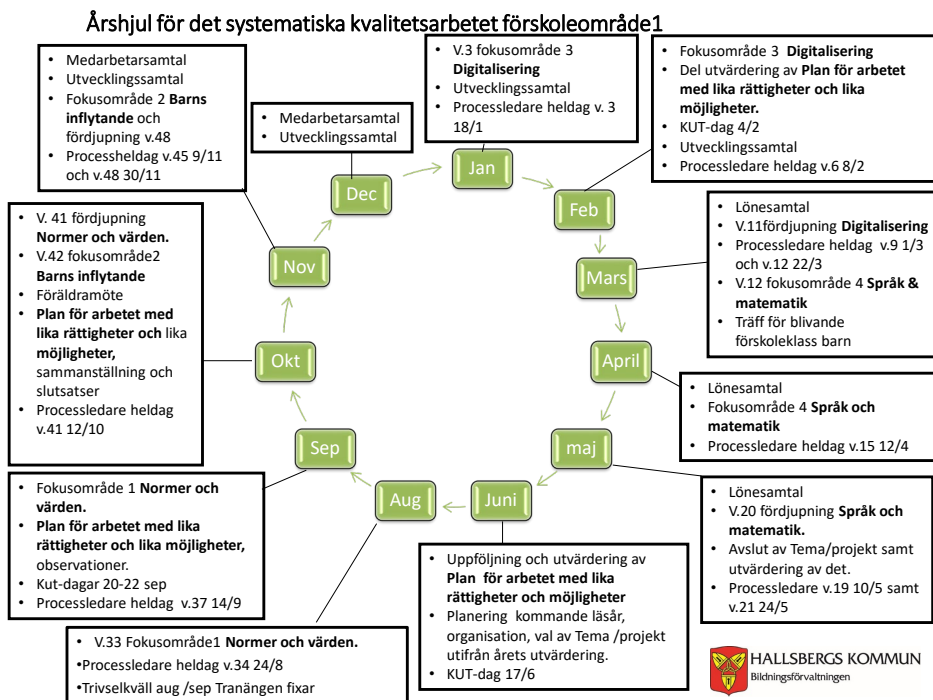 Årshjul för det systematiska kvalitetsarbetet förskoleområde1
• Medarbetarsamtal
• Utvecklingssamtal
• Fokusområde 2 Barns
inflytande och
fördjupning v.48
• Processheldag v.45 9/11
och v.48 30/11
• Medarbetarsamtal
• Utvecklingssamtal
• V.3 fokusområde 3
Digitalisering
• Utvecklingssamtal
• Processledare heldag v. 3
18/1
• Fokusområde 3 Digitalisering
• Del utvärdering av Plan för arbetet
med lika rättigheter och lika
möjligheter.
• KUT-dag 4/2
• Utvecklingssamtal
• Processledare heldag v.6 8/2
• Lönesamtal
• V.11fördjupning Digitalisering
• Processledare heldag v.9 1/3
och v.12 22/3
• V.12 fokusområde 4 Språk &
matematik
• Träff för blivande
förskoleklass barn
• Lönesamtal
• Fokusområde 4 Språk och
matematik
• Processledare heldag v.15 12/4
• Lönesamtal
• V.20 fördjupning Språk och
matematik.
• Avslut av Tema/projekt samt
utvärdering av det.
• Processledare v.19 10/5 samt
v.21 24/5
• Uppföljning och utvärdering av
Plan för arbetet med lika
rättigheter och möjligheter
• Planering kommande läsår,
organisation, val av Tema /projekt
utifrån årets utvärdering.
• KUT-dag 17/6
• V.33 Fokusområde1 Normer och värden.
•Processledare heldag v.34 24/8
•Trivselkväll aug /sep Tranängen fixar
• Fokusområde 1 Normer och
värden.
• Plan för arbetet med lika
rättigheter och lika möjligheter,
observationer.
• Kut-dagar 20-22 sep
• Processledare heldag v.37 14/9
• V. 41 fördjupning
Normer och värden.
• V.42 fokusområde2
Barns inflytande
• Föräldramöte
• Plan för arbetet med
lika rättigheter och lika
möjligheter,
sammanställning och
slutsatser
• Processledare heldag
v.41 12/10
Jan
Feb
Mars
April
maj
Juni
Aug
Sep
Okt
Nov
Dec
HALLSBERGS KOMMUN
Bildningsförvaltningen